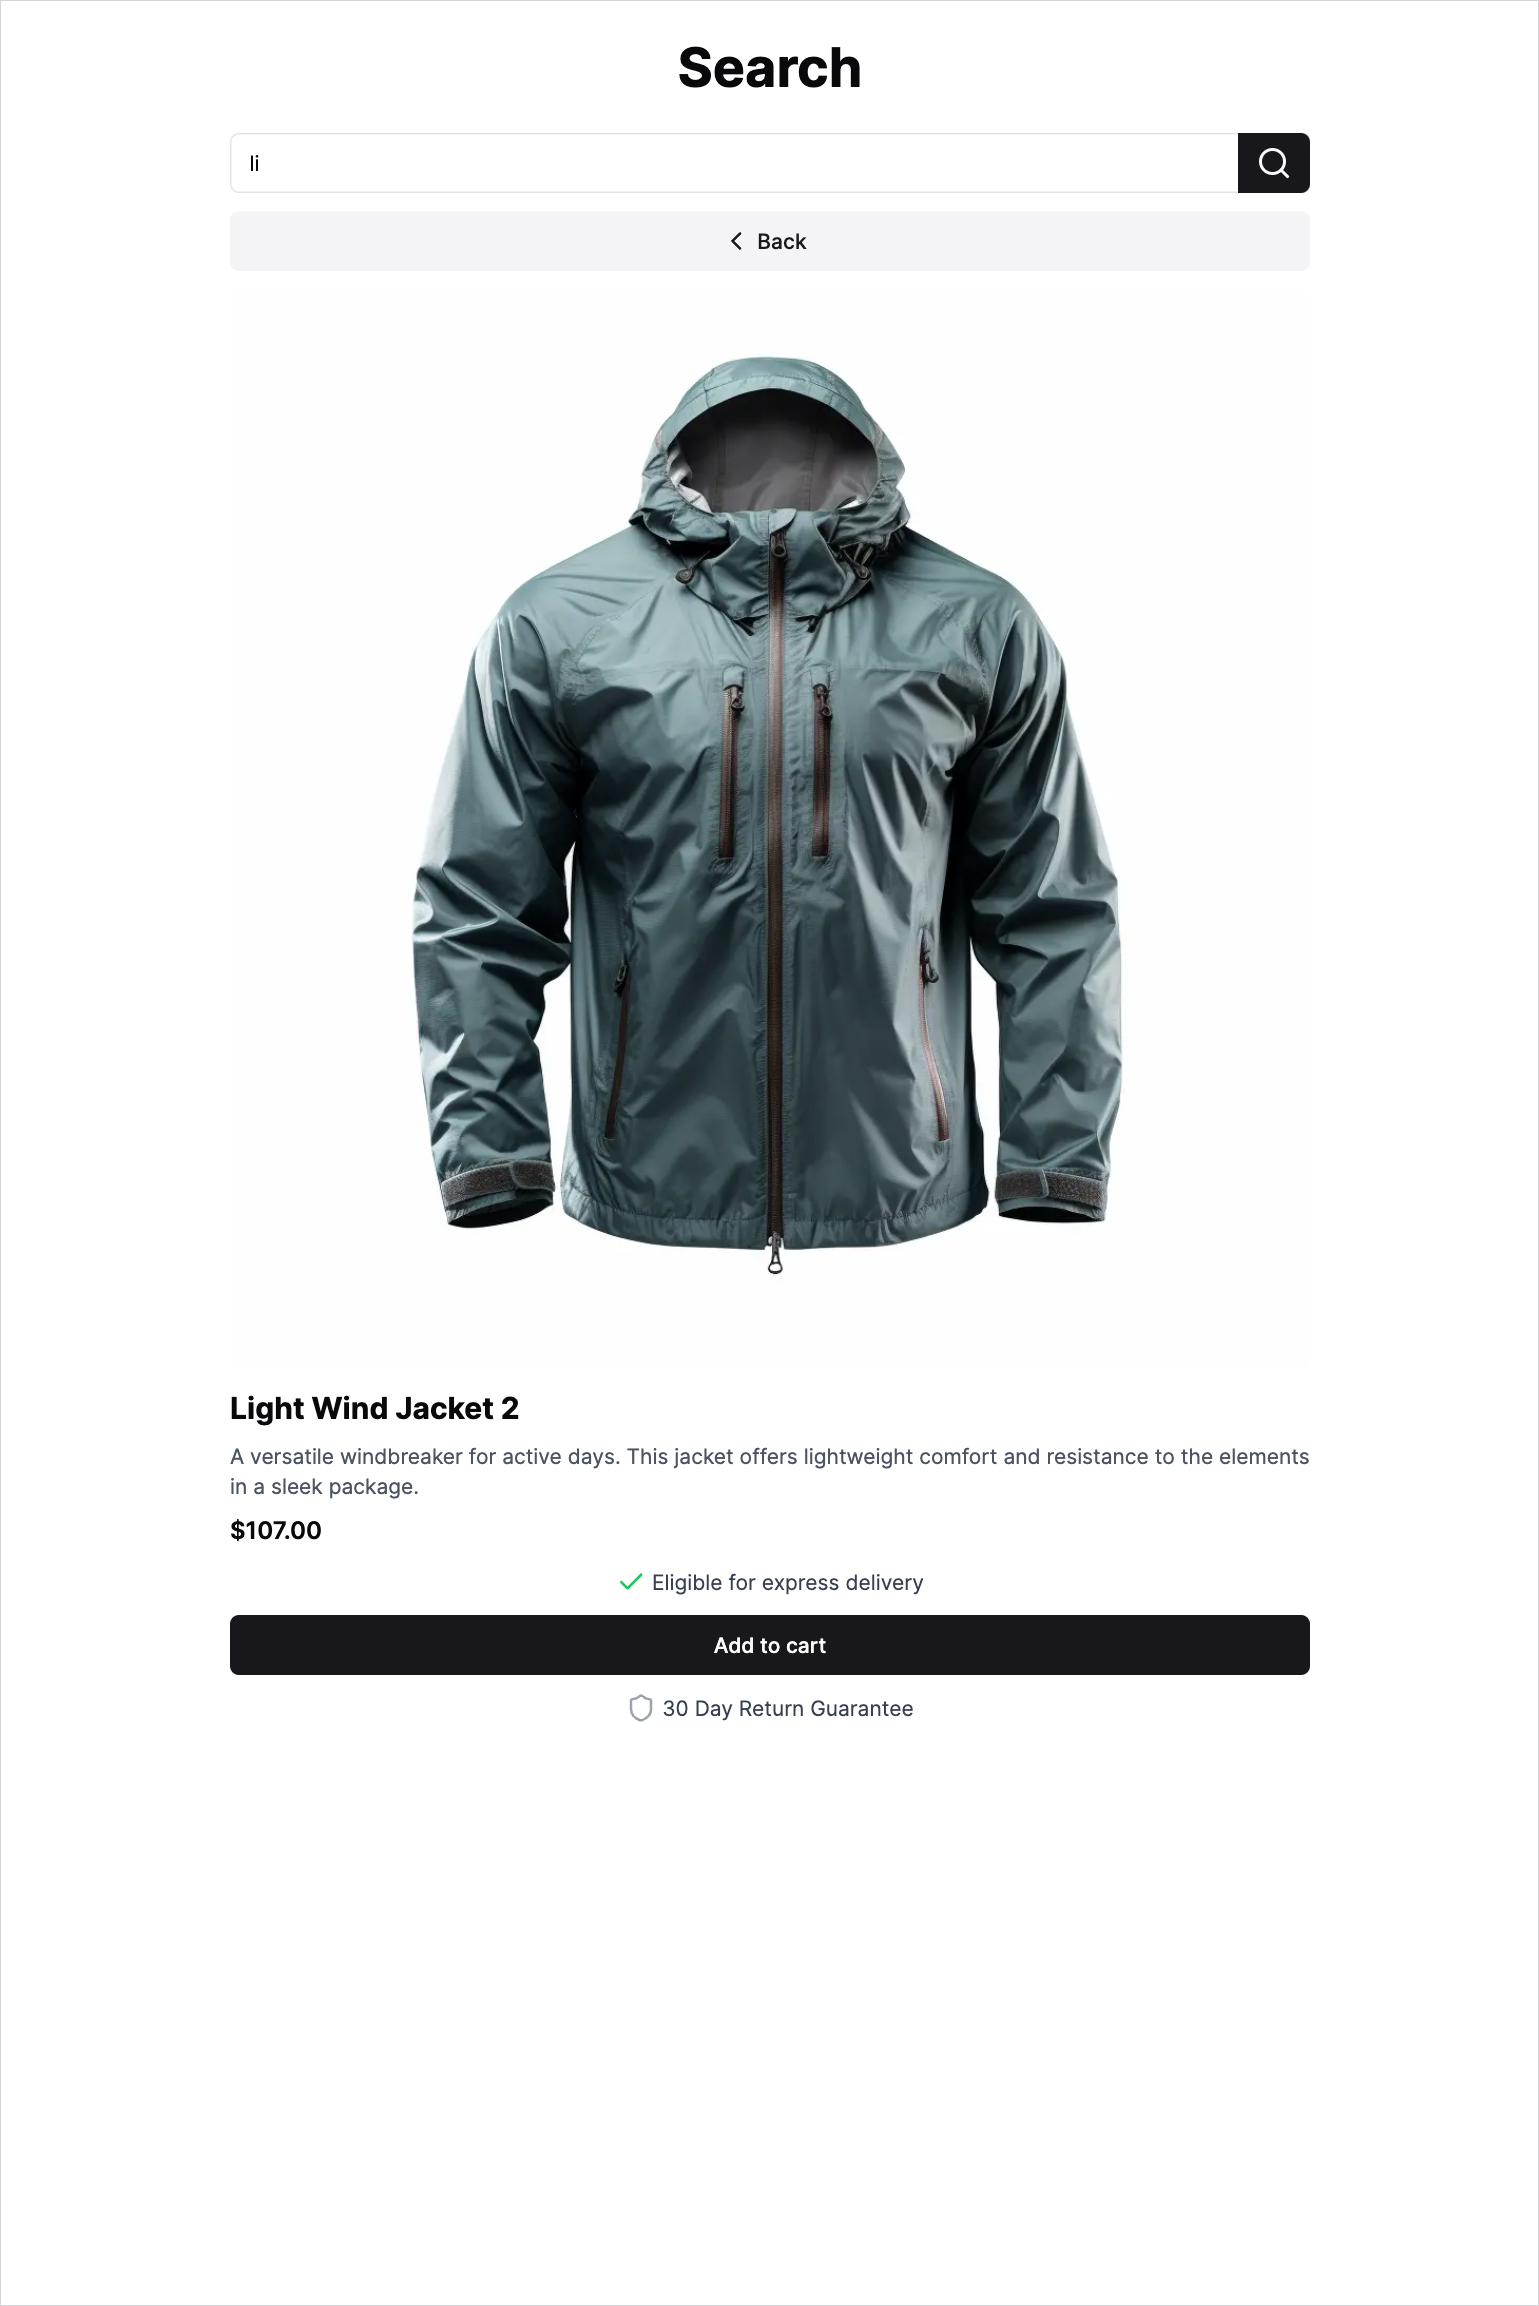 Search
li
Back
Light Wind Jacket 2
A versatile windbreaker for active days. This jacket offers lightweight comfort and resistance to the elements
in a sleek package.
$107.00
Eligible for express delivery
Add to cart
30 Day Return Guarantee